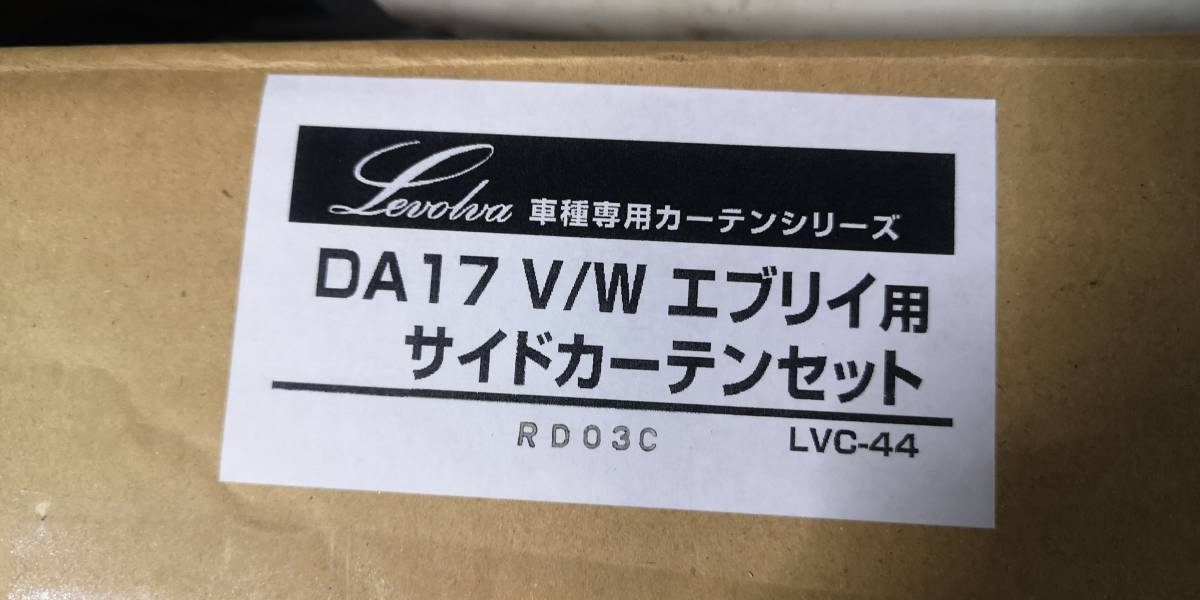 Levolva 車種専用カーテンシリーズ
DA17 V/W エブリイ用
サイドカーテンセット
RD03C LVC-44